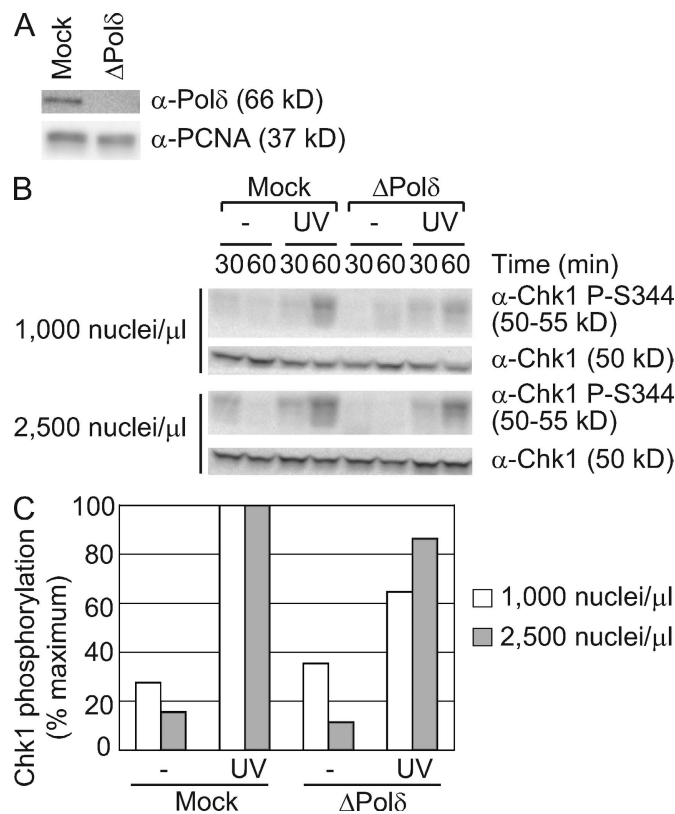 A
Mock
ΔPolδ
α-Polδ (66 kD)
α-PCNA (37 kD)
B
Mock ΔPolδ
- UV - UV
30 60 30 60 30 60 30 60 Time (min)
1,000 nuclei/μl
α-Chk1 P-S344
(50-55 kD)
α-Chk1 (50 kD)
2,500 nuclei/μl
α-Chk1 P-S344
(50-55 kD)
α-Chk1 (50 kD)
C
Chk1 phosphorylation
(% maximum)
100
80
60
40
20
0
- UV - UV
Mock ΔPolδ
1,000 nuclei/μl
2,500 nuclei/μl